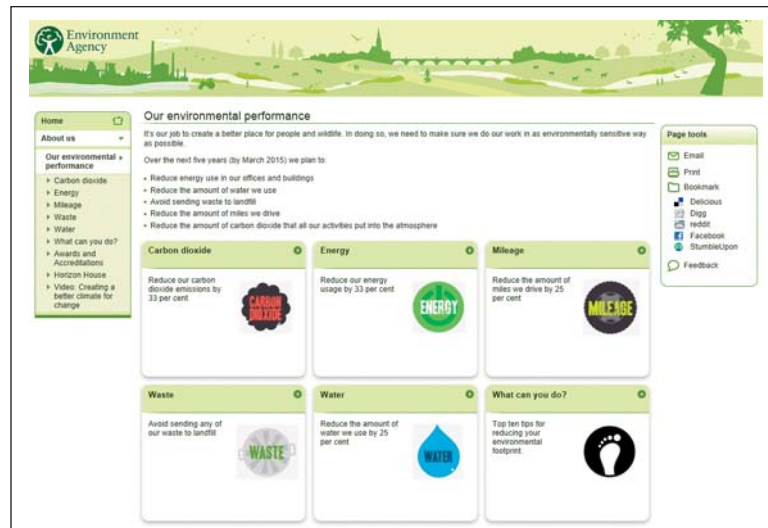 Environment
Agency
Home
About us
Our environmental
performance
Carbon dioxide
Energy
Mileage
Waste
Water
What can you do?
Awards and
Accreditations
Horizon House
Video: Creating a
better climate for
change
Our environmental performance
It's our job to create a better place for people and wildlife. In doing so, we need to make sure we do our work in as environmentally sensitive way
as possible.
Over the next five years (by March 2015) we plan to:
Reduce energy use in our offices and buildings
Reduce the amount of water we use
Avoid sending waste to landfill
Reduce the amount of miles we drive
Reduce the amount of carbon dioxide that all our activities put into the atmosphere
Carbon dioxide
Reduce our carbon
dioxide emissions by
33 per cent
CARBON
DIOXIDE
Energy
Reduce our energy
usage by 33 per cent
ENERGY
Mileage
Reduce the amount of
miles we drive by 25
per cent
MILEAGE
Waste
Avoid sending any of
our waste to landfill
WASTE
Water
Reduce the amount of
water we use by 25
per cent
WATER
What can you do?
Top ten tips for
reducing your
environmental
footprint.
Page tools
Email
Print
Bookmark
Delicious
Digg
reddit
Facebook
StumbleUpon
Feedback